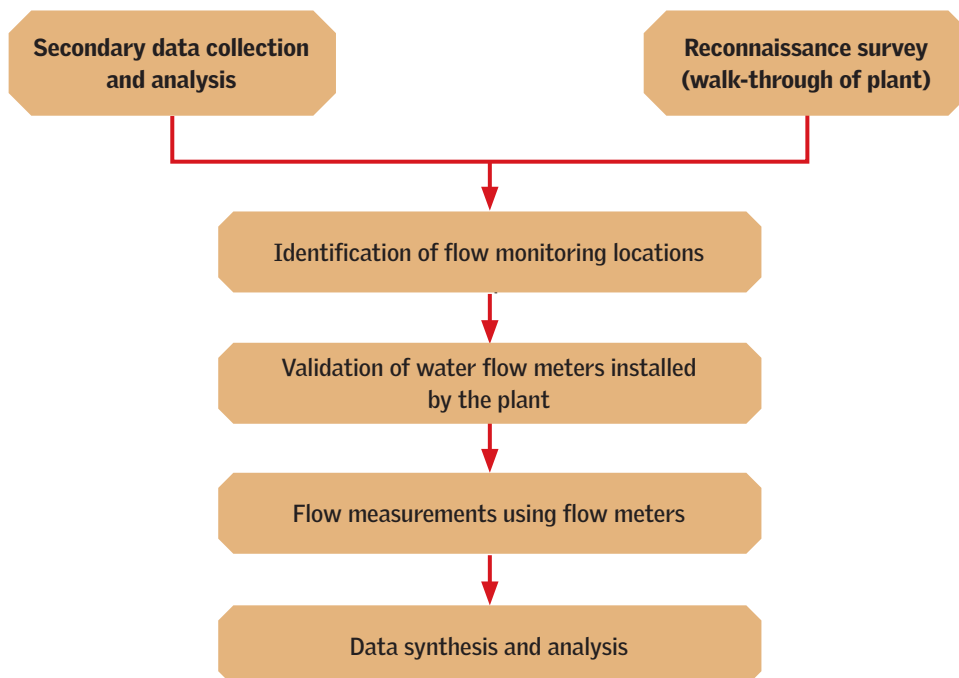 Secondary data collection
and analysis
Reconnaissance survey
(walk-through of plant)
Identification of flow monitoring locations
Validation of water flow meters installed
by the plant
Flow measurements using flow meters
Data synthesis and analysis